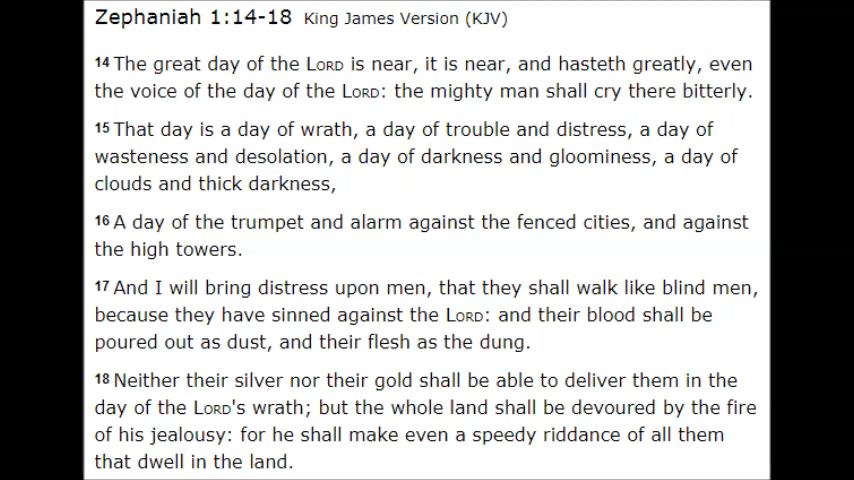 Zephaniah 1:14-18 King James Version (KJV)
14 The great day of the LORD is near, it is near, and hasteth greatly, even
the voice of the day of the LORD: the mighty man shall cry there bitterly.
15 That day is a day of wrath, a day of trouble and distress, a day of
wasteness and desolation, a day of darkness and gloominess, a day of
clouds and thick darkness,
16 A day of the trumpet and alarm against the fenced cities, and against
the high towers.
17 And I will bring distress upon men, that they shall walk like blind men,
because they have sinned against the LORD: and their blood shall be
poured out as dust, and their flesh as the dung.
18 Neither their silver nor their gold shall be able to deliver them in the
day of the LORD's wrath; but the whole land shall be devoured by the fire
of his jealousy: for he shall make even a speedy riddance of all them
that dwell in the land.